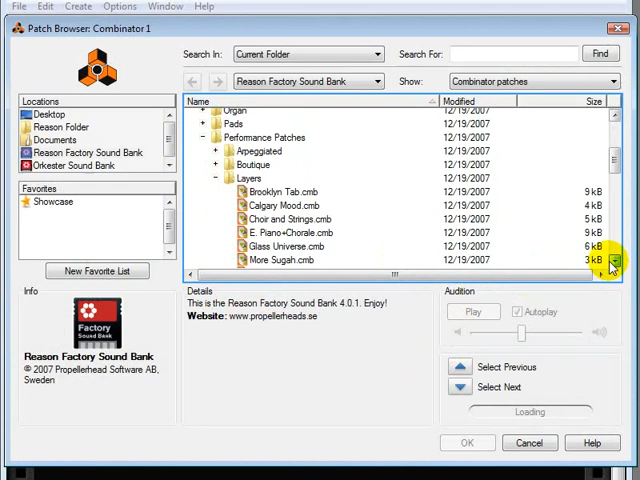 File Edit Create Options Window Help
Patch Browser: Combinator 1
Search In: Current Folder Search For: Find
Reason Factory Sound Bank Show: Combinator patches
Locations
Desktop
Reason Folder
Documents
Reason Factory Sound Bank
Orkester Sound Bank
Favorites
Showcase
New Favorite List
Name Modified Size
Organ 12/19/2007
Pads 12/19/2007
Performance Patches 12/19/2007
Arpeggiated 12/19/2007
Boutique 12/19/2007
Layers 12/19/2007
Brooklyn Tab.cmb 12/19/2007 9 kB
Calgary Mood.cmb 12/19/2007 4 kB
Choir and Strings.cmb 12/19/2007 5 kB
E. Piano+Chorale.cmb 12/19/2007 9 kB
Glass Universe.cmb 12/19/2007 6 kB
More Sugah.cmb 12/19/2007 3 kB
Info
Factory
Sound Bank
Reason Factory Sound Bank
© 2007 Propellerhead Software AB,
Sweden
Details
This is the Reason Factory Sound Bank 4.0.1. Enjoy!
Website: www.propellerheads.se
Audition
Play Autoplay
Select Previous
Select Next
Loading
OK Cancel Help